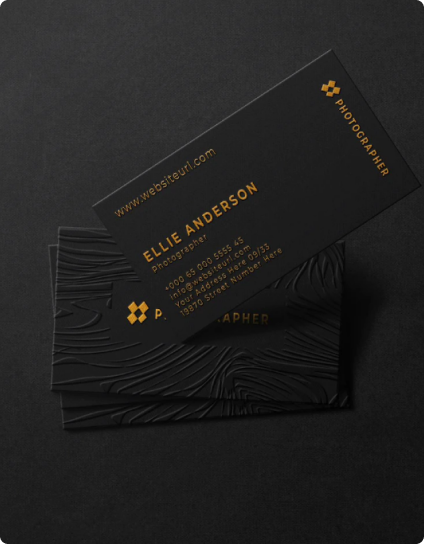 www.websiteurl.com
PHOTOGRAPHER
ELLIE ANDERSON
Photographer
+000 65 000 5555 45
info@websiteurl.com
Your Address Here 09/33
19870 Street Number Here
P. APHER